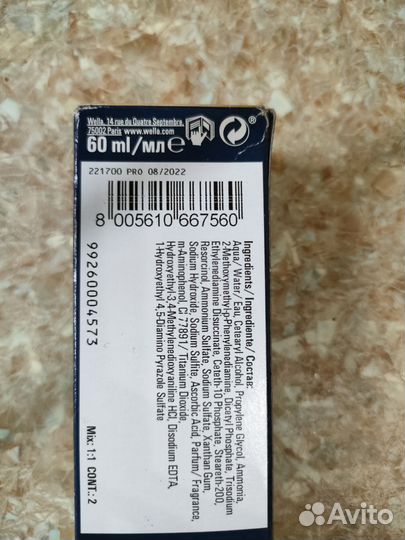 Wella, 14 rue du Quatre Septembre,
75002 Paris www.wella.com
60 ml/мл e
221700 PRO 08/2022
8 005610 667560
99260004573
Ingredients / Ingrediente / Состав:
Aqua / Water / Eau, Cetearyl Alcohol, Propylene Glycol, Ammonia,
2-Methoxymethyl-p-Phenylenediamine, Dicetyl Phosphate, Trisodium
Ethylenediamine Disuccinate, Ceteth-10 Phosphate, Steareth-200,
Resorcinol, Ammonium Sulfate, Sodium Sulfate, Xanthan Gum,
Sodium Hydroxide, Sodium Sulfite, Ascorbic Acid, Parfum / Fragrance,
m-Aminophenol, CI 77891 / Titanium Dioxide,
Hydroxyethyl-3,4-Methylenedioxyaniline HCl, Disodium EDTA,
1-Hydroxyethyl 4,5-Diamino Pyrazole Sulfate
Mix: 1:1 CONT.: 2
Avito